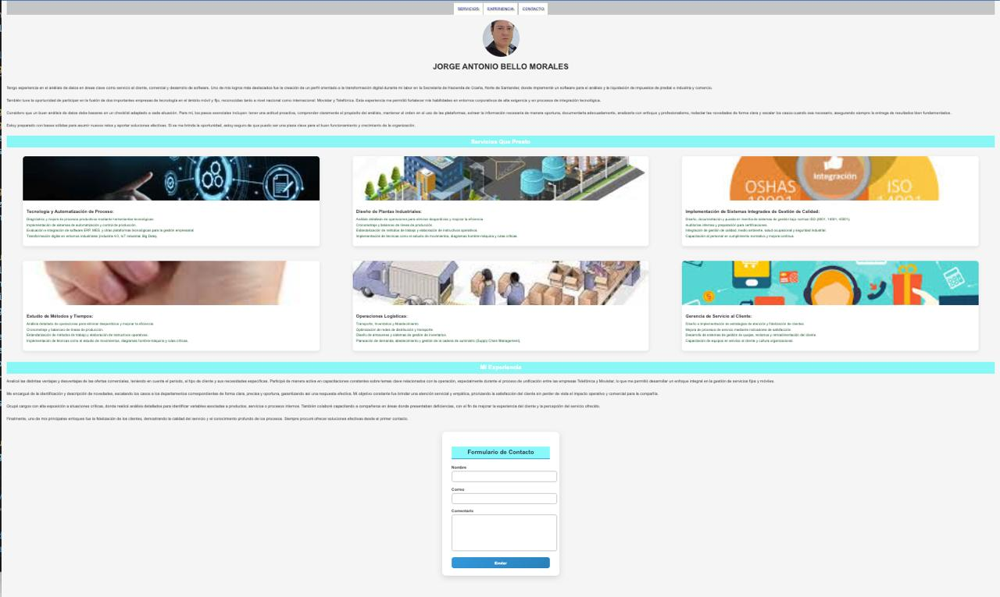 SERVICIOS EXPERIENCIA CONTACTO
JORGE ANTONIO BELLO MORALES
Tengo experiencia en el análisis de datos en áreas clave como servicio al cliente, comercial y desarrollo de software. Uno de mis logros más destacados fue la creación de un perfil orientado a la transformación digital durante mi labor en la Secretaría de Hacienda de Ocaña, Norte de Santander, donde implementé un software para el análisis y la liquidación de impuestos de predial e industria y comercio.
También tuve la oportunidad de participar en la fusión de dos importantes empresas de tecnología en el ámbito móvil y fijo, reconocidas tanto a nivel nacional como internacional: Movistar y Telefónica. Esta experiencia me permitió fortalecer mis habilidades en entornos corporativos de alta exigencia y en procesos de integración tecnológica.
Considero que un buen análisis de datos debe basarse en un checklist adaptado a cada situación. Para mí, los pasos esenciales incluyen: tener una actitud proactiva, comprender claramente el propósito del análisis, mantener el orden en el uso de las plataformas, extraer la información necesaria de manera oportuna, documentarla adecuadamente, analizarla con enfoque y profesionalismo, redactar las novedades de forma clara y escalar los casos cuando sea necesario, asegurando siempre la entrega de resultados bien fundamentados.
Estoy preparado con bases sólidas para asumir nuevos retos y aportar soluciones efectivas. Si se me brinda la oportunidad, estoy seguro de que puedo ser una pieza clave para el buen funcionamiento y crecimiento de la organización.
Servicios Que Presto
Integración
OSHAS ISO
18001 14001
Tecnología y Automatización de Proceso:
Diagnóstico y mejora de procesos productivos mediante herramientas tecnológicas.
Implementación de sistemas de automatización y control de producción.
Evaluación e integración de software ERP, MES, y otras plataformas tecnológicas para la gestión empresarial
Transformación digital en entornos industriales (Industria 4.0, IoT industrial, Big Data).
Diseño de Plantas Industriales:
Análisis detallado de operaciones para eliminar desperdicios y mejorar la eficiencia
Cronometraje y balanceo de líneas de producción.
Estandarización de métodos de trabajo y elaboración de instructivos operativos.
Implementación de técnicas como el estudio de movimientos, diagramas hombre-máquina y rutas críticas.
Implementación de Sistemas Integrados de Gestión de Calidad:
Diseño, documentación y puesta en marcha de sistemas de gestión bajo normas ISO (9001, 14001, 45001).
Auditorías internas y preparación para certificaciones.
Integración de gestión de calidad, medio ambiente, salud ocupacional y seguridad industrial.
Capacitación al personal en cumplimiento normativo y mejora continua.
Estudio de Métodos y Tiempos:
Análisis detallado de operaciones para eliminar desperdicios y mejorar la eficiencia
Cronometraje y balanceo de líneas de producción.
Estandarización de métodos de trabajo y elaboración de instructivos operativos.
Implementación de técnicas como el estudio de movimientos, diagramas hombre-máquina y rutas críticas.
Operaciones Logísticas:
Transporte, Inventarios y Abastecimiento.
Optimización de redes de distribución y transporte.
Diseño de almacenes y sistemas de gestión de inventarios.
Planeación de demanda, abastecimiento y gestión de la cadena de suministro (Supply Chain Management).
Gerencia de Servicio al Cliente:
Diseño e implementación de estrategias de atención y fidelización de clientes
Mejora de procesos de servicio mediante indicadores de satisfacción
Desarrollo de sistemas de gestión de quejas, reclamos y retroalimentación del cliente
Capacitación de equipos en servicio al cliente y cultura organizacional.
Mi Experiencia
Analicé las distintas ventajas y desventajas de las ofertas comerciales, teniendo en cuenta el periodo, el tipo de cliente y sus necesidades específicas. Participé de manera activa en capacitaciones constantes sobre temas clave relacionados con la operación, especialmente durante el proceso de unificación entre las empresas Telefónica y Movistar, lo que me permitió desarrollar un enfoque integral en la gestión de servicios fijos y móviles.
Me encargué de la identificación y descripción de novedades, escalando los casos a los departamentos correspondientes de forma clara, precisa y oportuna, garantizando así una respuesta efectiva. Mi objetivo constante fue brindar una atención servicial y empática, priorizando la satisfacción del cliente sin perder de vista el impacto operativo y comercial para la compañía.
Ocupé cargos con alta exposición a situaciones críticas, donde realicé análisis detallados para identificar variables asociadas a productos, servicios o procesos internos. También colaboré capacitando a compañeros en áreas donde presentaban deficiencias, con el fin de mejorar la experiencia del cliente y la percepción del servicio ofrecido.
Finalmente, uno de mis principales enfoques fue la fidelización de los clientes, demostrando la calidad del servicio y el conocimiento profundo de los procesos. Siempre procuré ofrecer soluciones efectivas desde el primer contacto.
Formulario de Contacto
Nombre
Correo
Comentario
Enviar